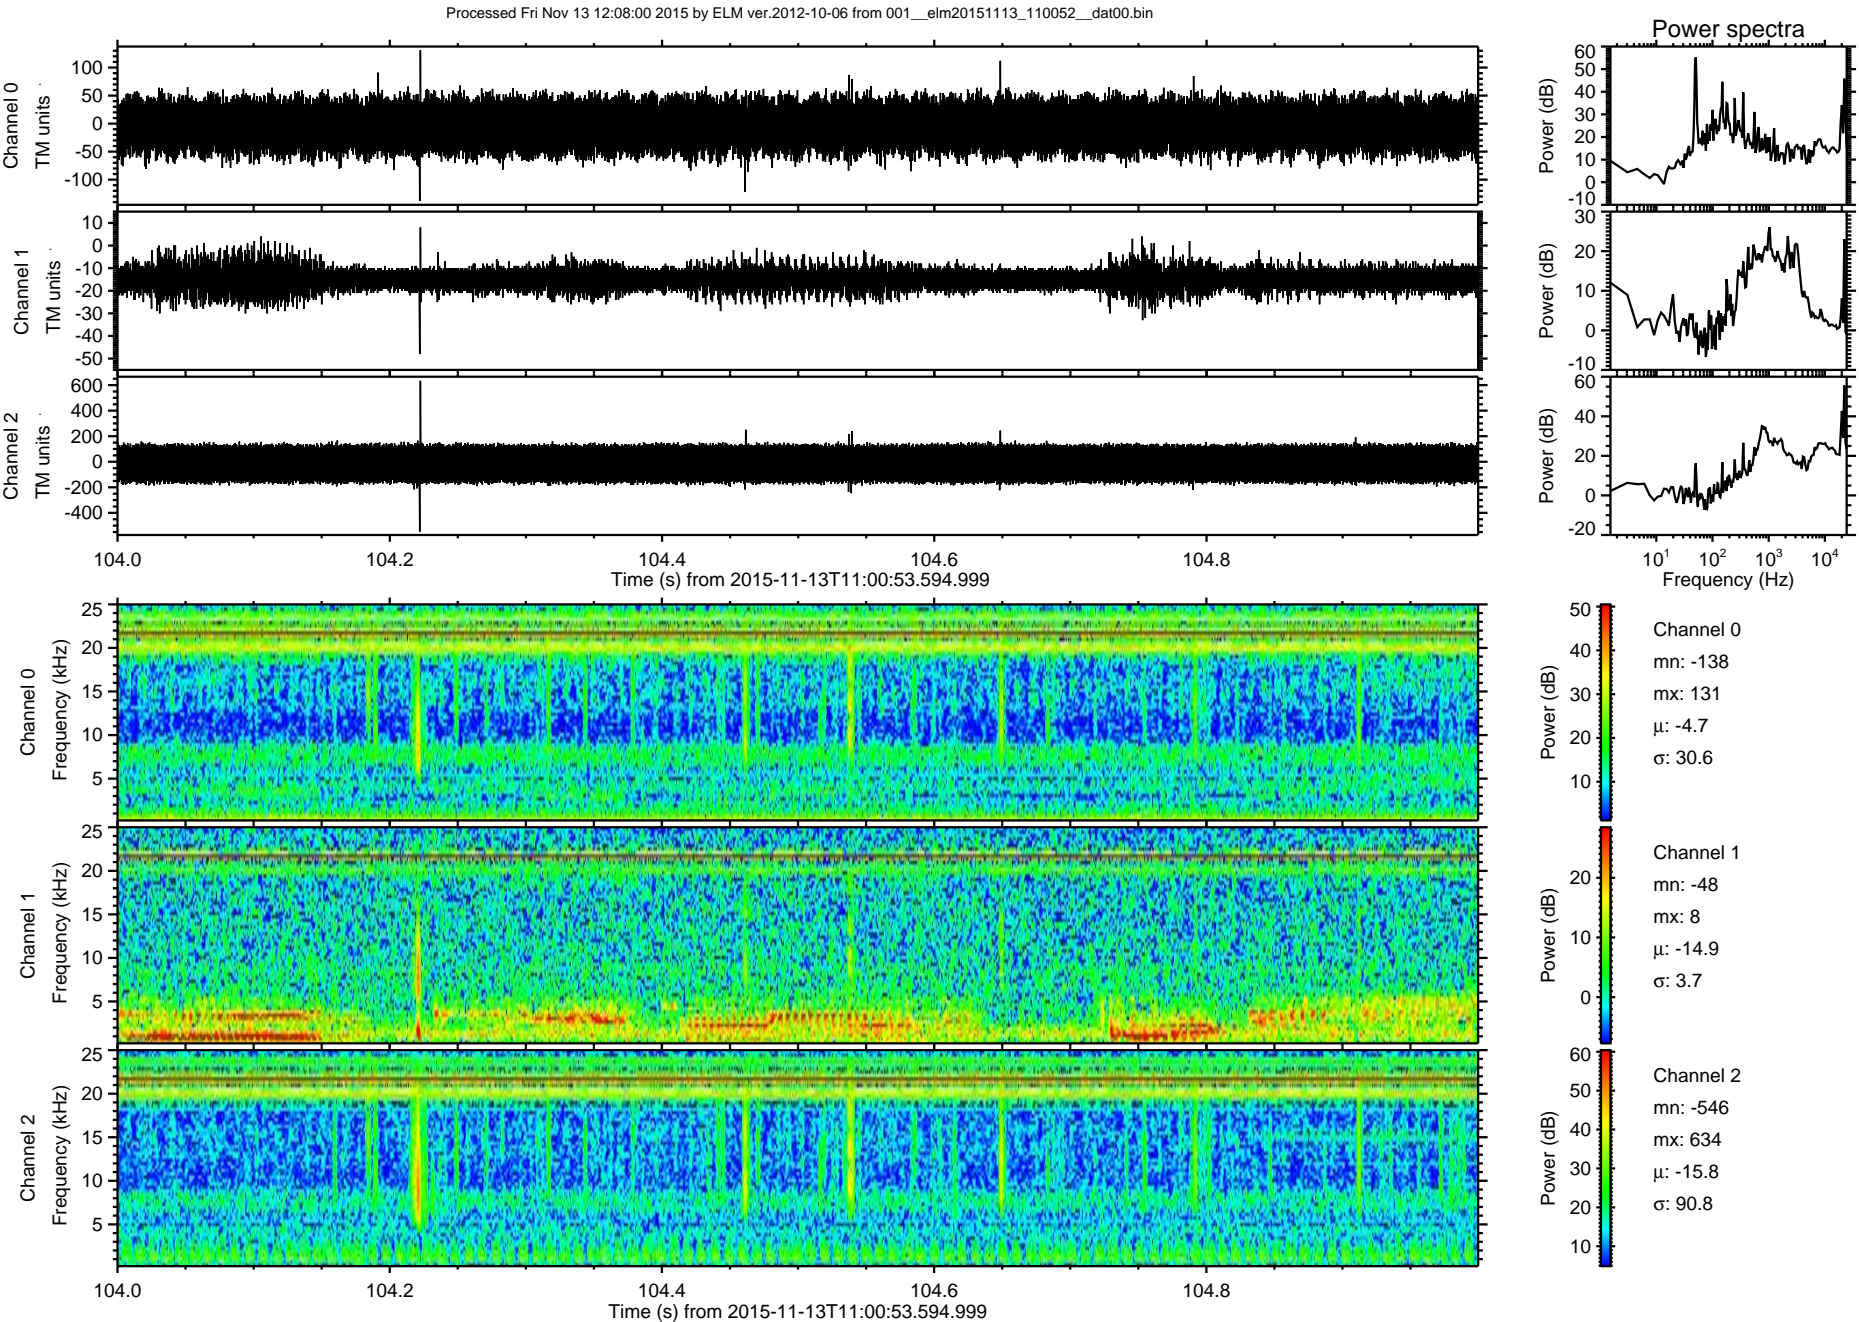 Processed Fri Nov 13 12:08:00 2015 by ELM ver.2012-10-06 from 001__elm20151113_110052__dat00.bin
Power spectra
Channel 0
TM units
100
50
0
-50
-100
Power (dB)
60
50
40
30
20
10
0
-10
Channel 1
TM units
10
0
-10
-20
-30
-40
-50
Power (dB)
30
20
10
0
-10
Channel 2
TM units
600
400
200
0
-200
-400
Power (dB)
60
40
20
0
-20
104.0 104.2 104.4 104.6 104.8
Time (s) from 2015-11-13T11:00:53.594.999
10¹ 10² 10³ 10⁴
Frequency (Hz)
Channel 0
Frequency (kHz)
25
20
15
10
5
Power (dB)
50
40
30
20
10
Channel 0
mn: -138
mx: 131
μ: -4.7
σ: 30.6
Channel 1
Frequency (kHz)
25
20
15
10
5
Power (dB)
20
10
0
Channel 1
mn: -48
mx: 8
μ: -14.9
σ: 3.7
Channel 2
Frequency (kHz)
25
20
15
10
5
Power (dB)
60
50
40
30
20
10
Channel 2
mn: -546
mx: 634
μ: -15.8
σ: 90.8
104.0 104.2 104.4 104.6 104.8
Time (s) from 2015-11-13T11:00:53.594.999